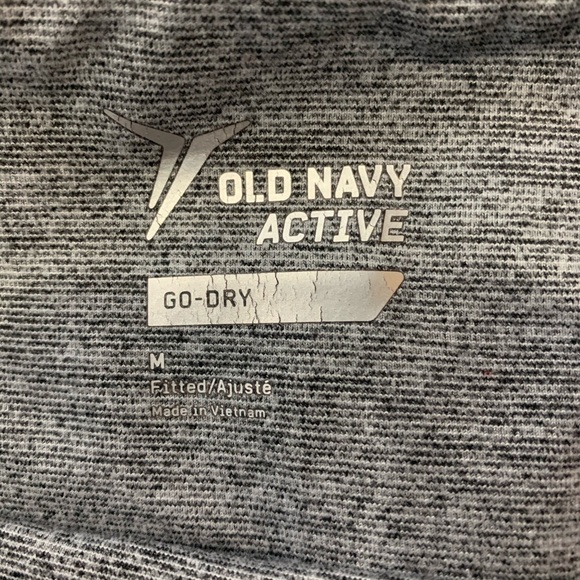 OLD NAVY
ACTIVE
GO-DRY
M
Fitted/Ajusté
Made in Vietnam